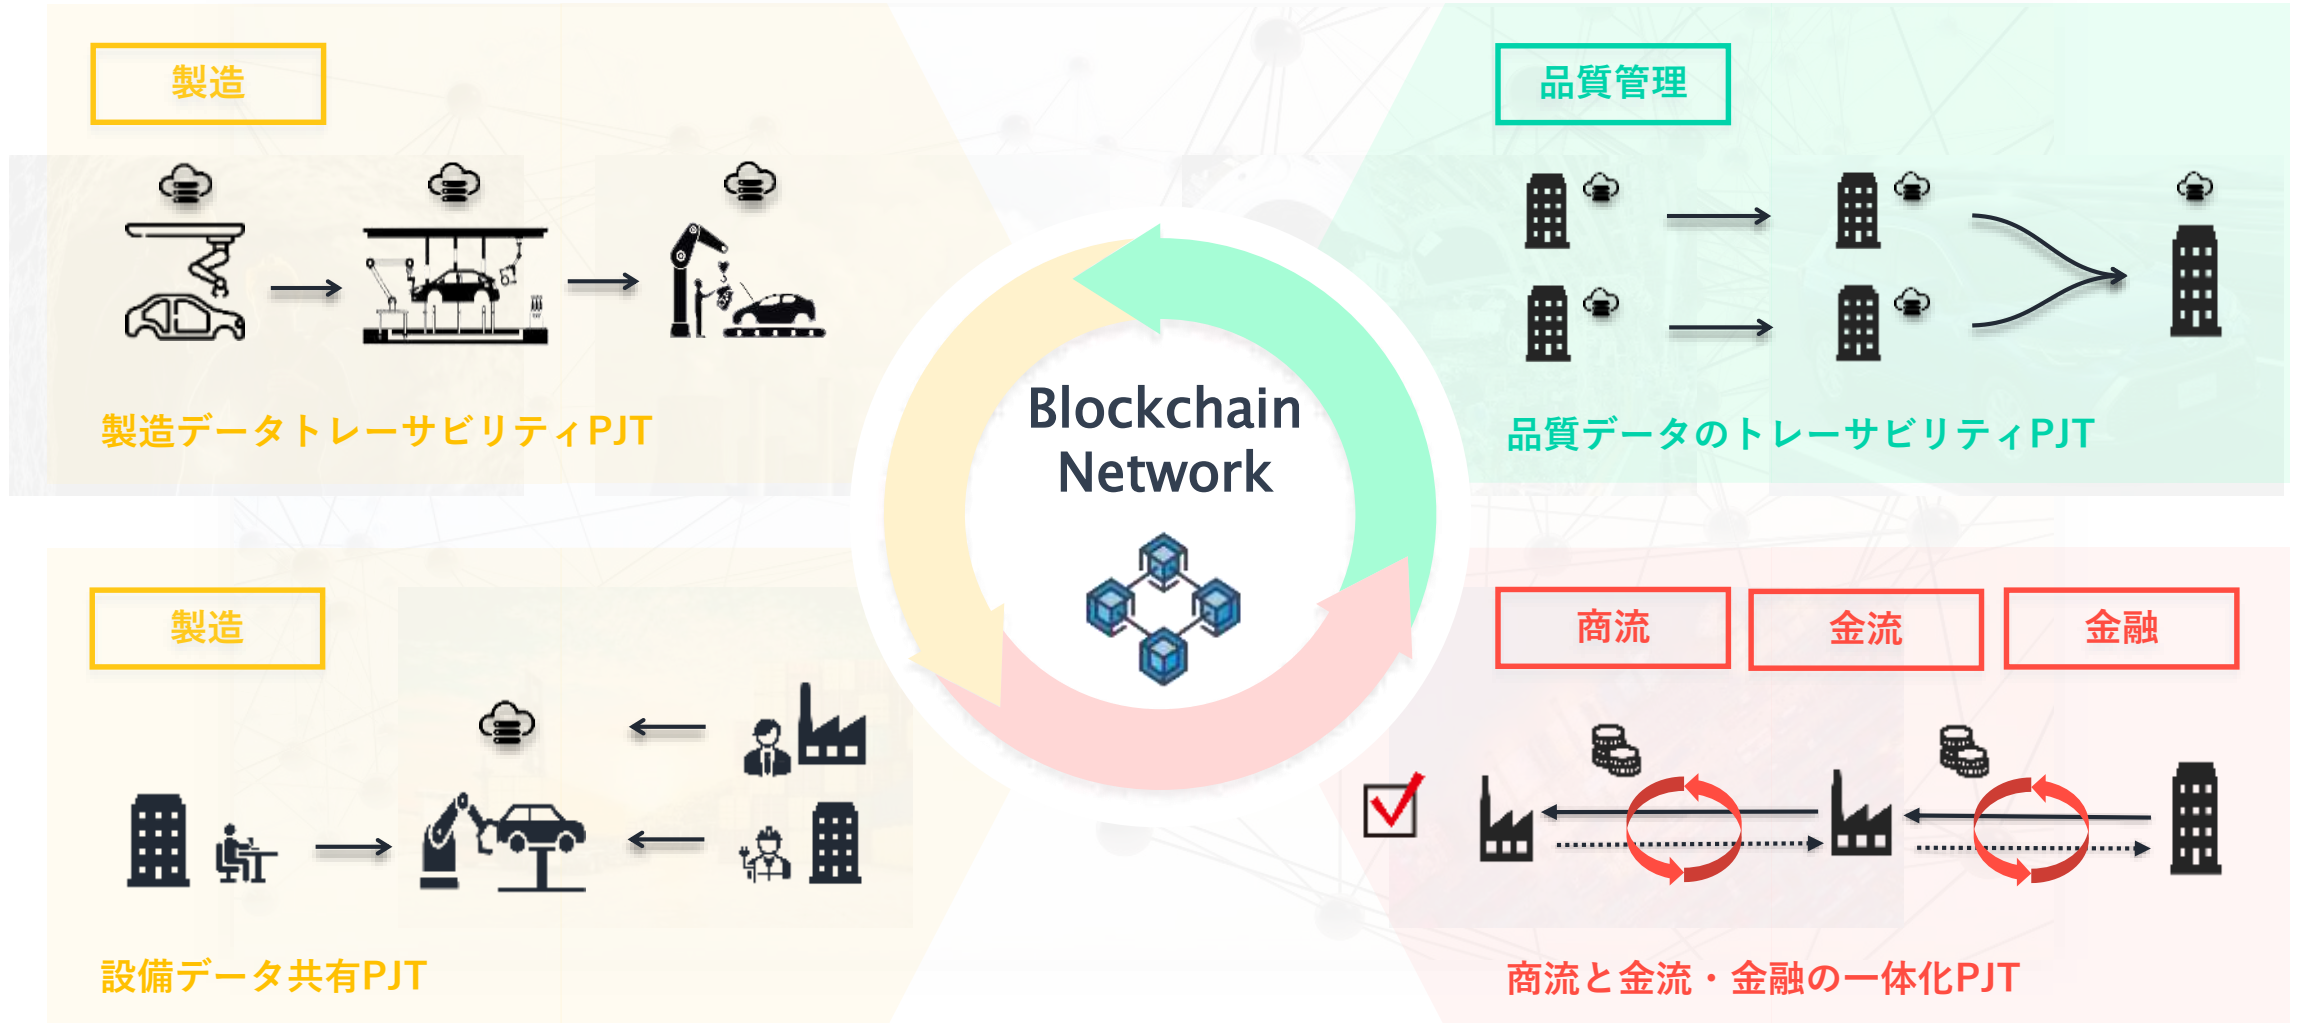 製造
製造データトレーサビリティPJT
品質管理
品質データのトレーサビリティPJT
Blockchain
Network
製造
設備データ共有PJT
商流
金流
金融
商流と金流・金融の一体化PJT